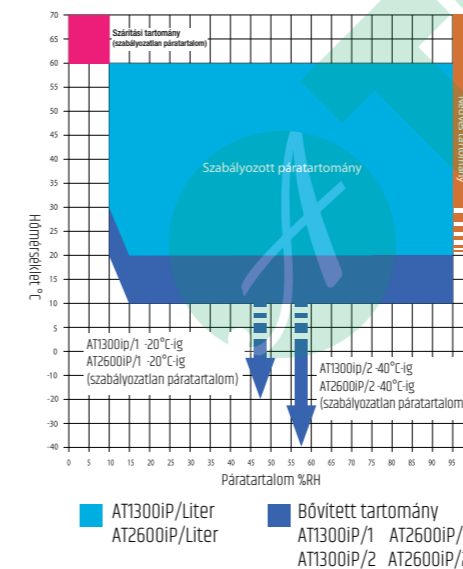 70
65
60
55
50
45
40
35
30
25
20
15
10
5
0
-10
-20
-30
-40
Hőmérséklet °C
Szárítási tartomány
(szabályozatlan páratartalom)
Szabályozott páratartomány
Nedves tartomány
AT1300ip/1 -20°C-ig
AT2600iP/1 -20°C-ig
(szabályozatlan páratartalom)
AT1300ip/2 -40°C-ig
AT2600iP/2 -40°C-ig
(szabályozatlan páratartalom
0 5 10 15 20 25 30 35 40 45 50 55 60 65 70 75 80 85 90 95
Páratartalom %RH
AT1300iP/Liter
AT2600iP/Liter
Bővített tartomány
AT1300iP/1 AT2600iP/
AT1300iP/2 AT2600iP/2